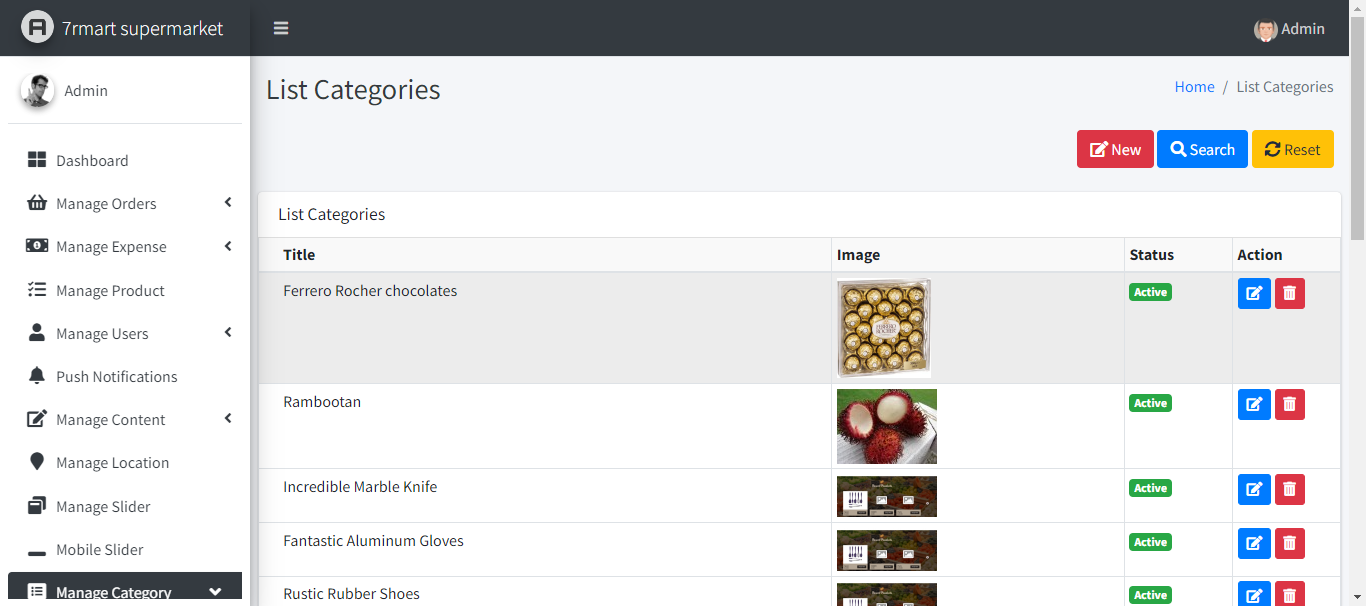 7rmart supermarket
Admin
Admin
List Categories
Home / List Categories
New Search Reset
Dashboard
Manage Orders
Manage Expense
Manage Product
Manage Users
Push Notifications
Manage Content
Manage Location
Manage Slider
Mobile Slider
Manage Category
List Categories
Title Image Status Action
Ferrero Rocher chocolates Active
FERRERO
ROCHER
Rambootan Active
Incredible Marble Knife Active
Fantastic Aluminum Gloves Active
Rustic Rubber Shoes Active